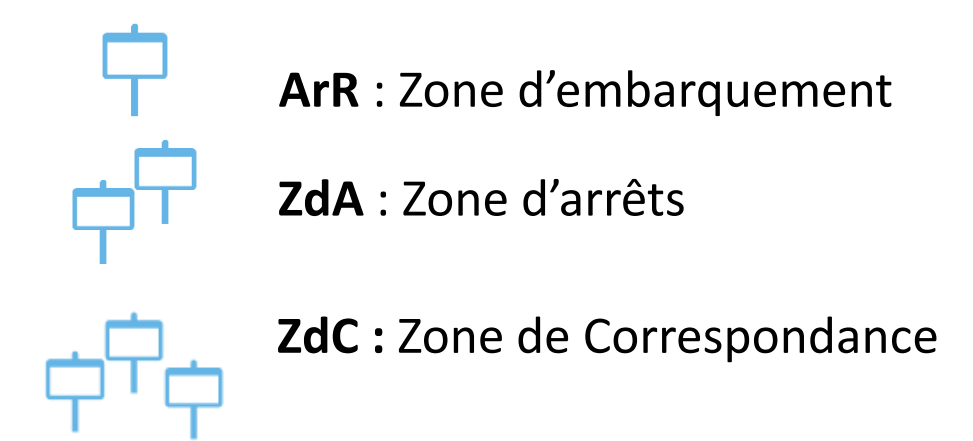 ArR : Zone d’embarquement
ZdA : Zone d’arrêts
ZdC : Zone de Correspondance